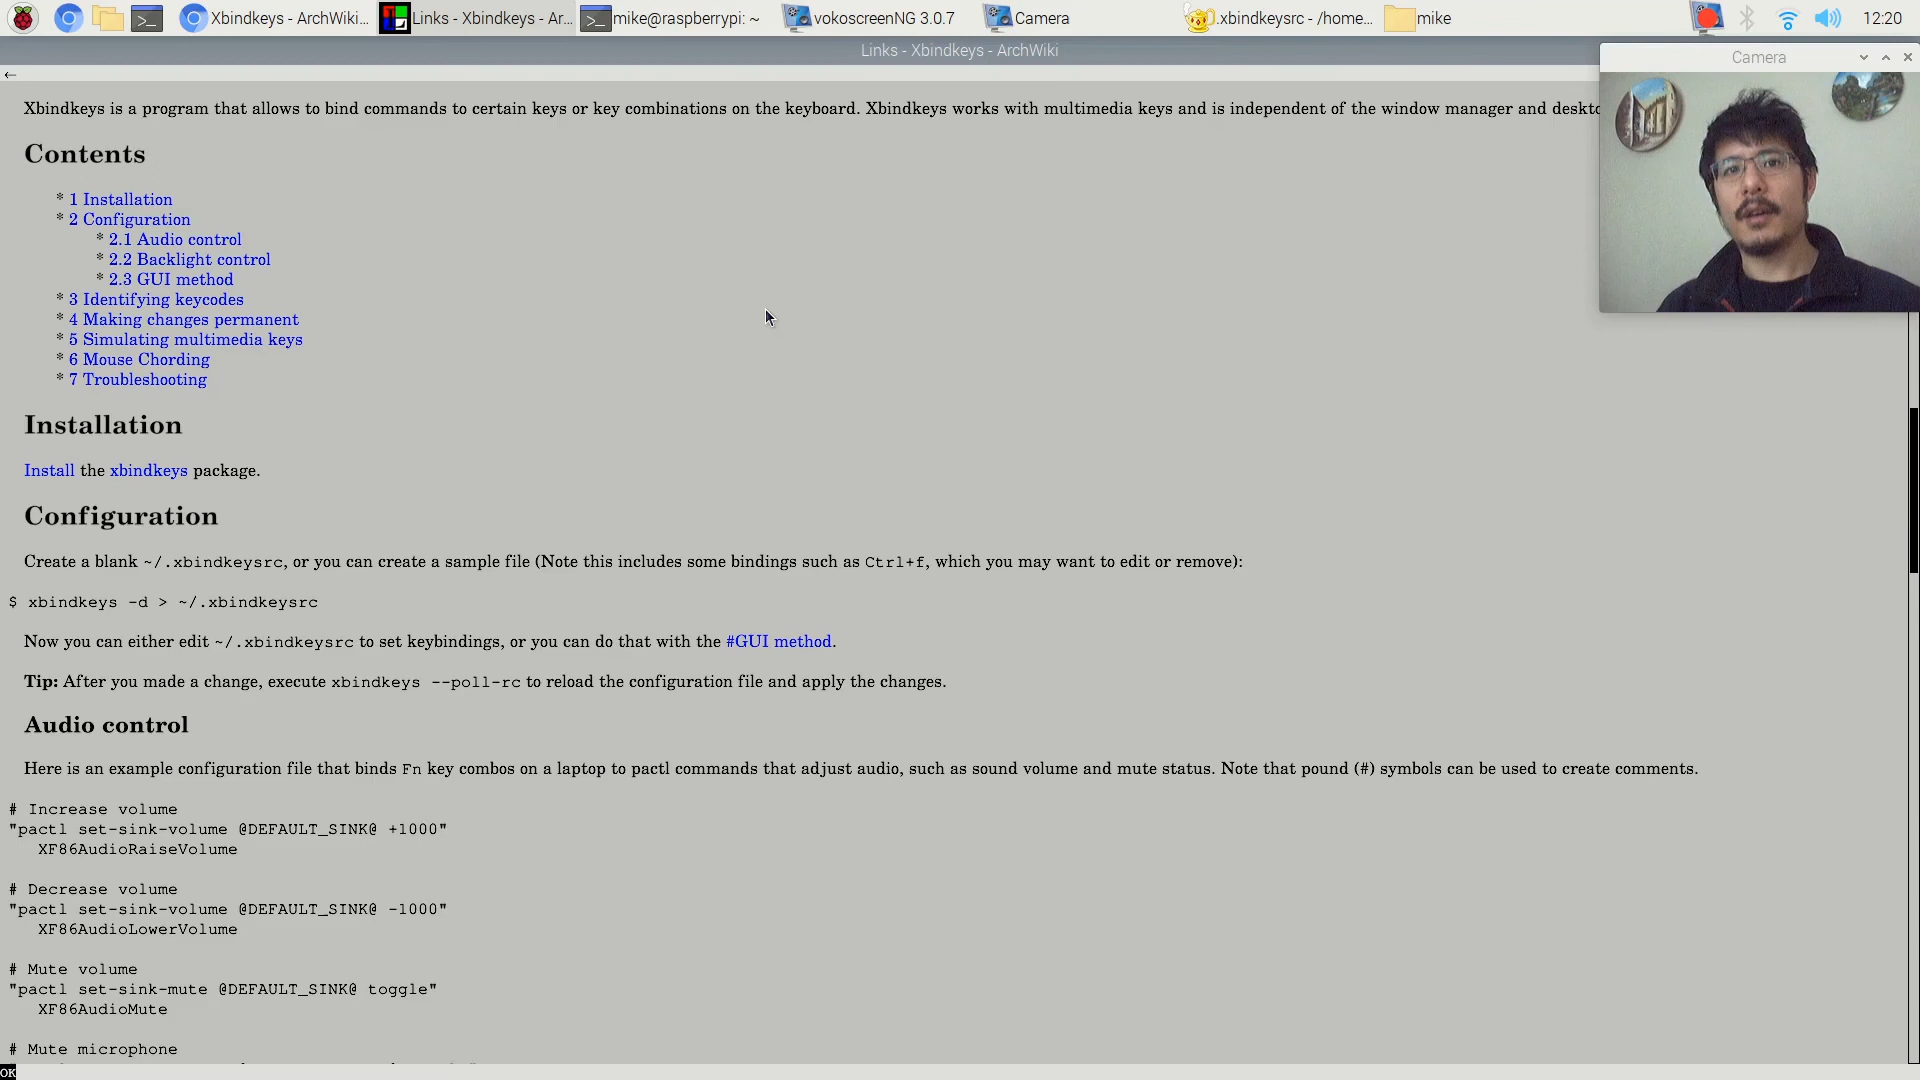 Xbindkeys - ArchWiki... Links - Xbindkeys - Ar... mike@raspberrypi: ~ vokoscreenNG 3.0.7 Camera .xbindkeysrc - /home... mike 12:20
Links - Xbindkeys - ArchWiki
Camera
←
Xbindkeys is a program that allows to bind commands to certain keys or key combinations on the keyboard. Xbindkeys works with multimedia keys and is independent of the window manager and deskto
Contents
* 1 Installation
* 2 Configuration
* 2.1 Audio control
* 2.2 Backlight control
* 2.3 GUI method
* 3 Identifying keycodes
* 4 Making changes permanent
* 5 Simulating multimedia keys
* 6 Mouse Chording
* 7 Troubleshooting
Installation
Install the xbindkeys package.
Configuration
Create a blank ~/.xbindkeysrc, or you can create a sample file (Note this includes some bindings such as Ctrl+f, which you may want to edit or remove):
$ xbindkeys -d > ~/.xbindkeysrc
Now you can either edit ~/.xbindkeysrc to set keybindings, or you can do that with the #GUI method.
Tip: After you made a change, execute xbindkeys --poll-rc to reload the configuration file and apply the changes.
Audio control
Here is an example configuration file that binds Fn key combos on a laptop to pactl commands that adjust audio, such as sound volume and mute status. Note that pound (#) symbols can be used to create comments.
# Increase volume
"pactl set-sink-volume @DEFAULT_SINK@ +1000"
XF86AudioRaiseVolume
# Decrease volume
"pactl set-sink-volume @DEFAULT_SINK@ -1000"
XF86AudioLowerVolume
# Mute volume
"pactl set-sink-mute @DEFAULT_SINK@ toggle"
XF86AudioMute
# Mute microphone
OK